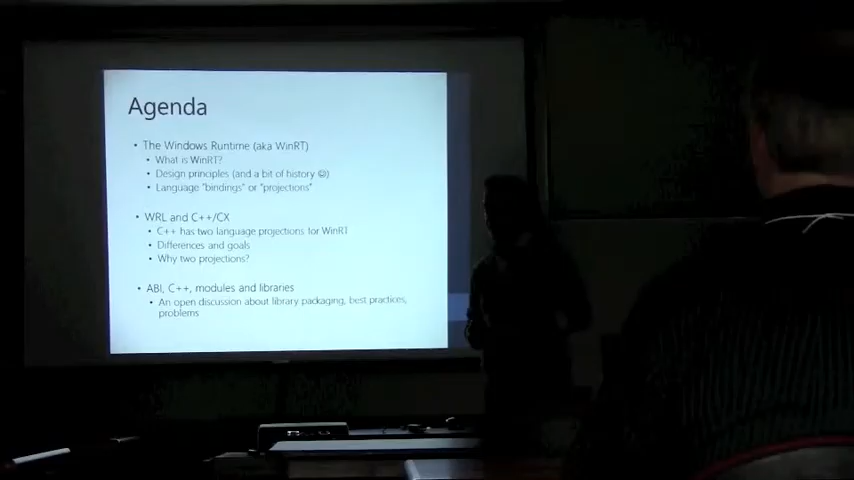 Agenda
• The Windows Runtime (aka WinRT)
• What is WinRT?
• Design principles (and a bit of history ☺)
• Language "bindings" or "projections"
• WRL and C++/CX
• C++ has two language projections for WinRT
• Differences and goals
• Why two projections?
• ABI, C++, modules and libraries
• An open discussion about library packaging, best practices,
problems